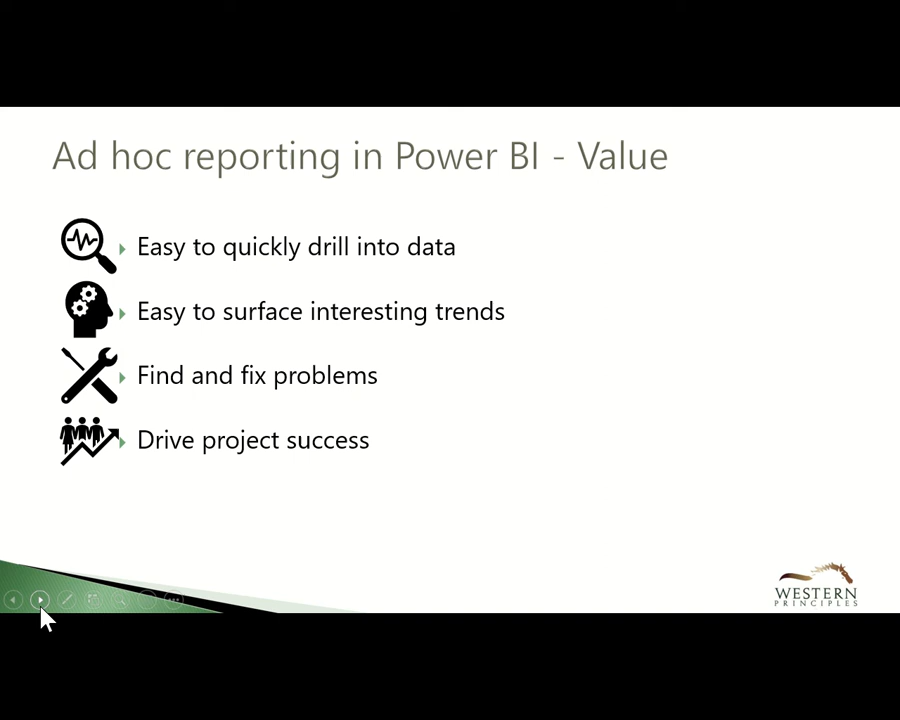 Ad hoc reporting in Power BI - Value
Easy to quickly drill into data
Easy to surface interesting trends
Find and fix problems
Drive project success
WESTERN
PRINCIPLES